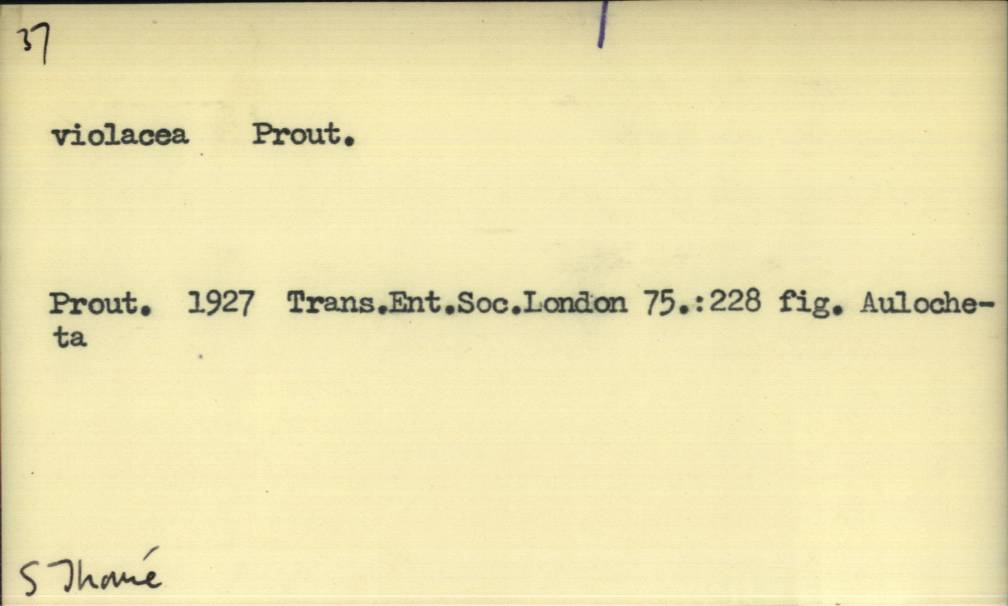 37
violacea Prout.
Prout. 1927 Trans.Ent.Soc.London 75.:228 fig. Auloche-
ta
S Thomé